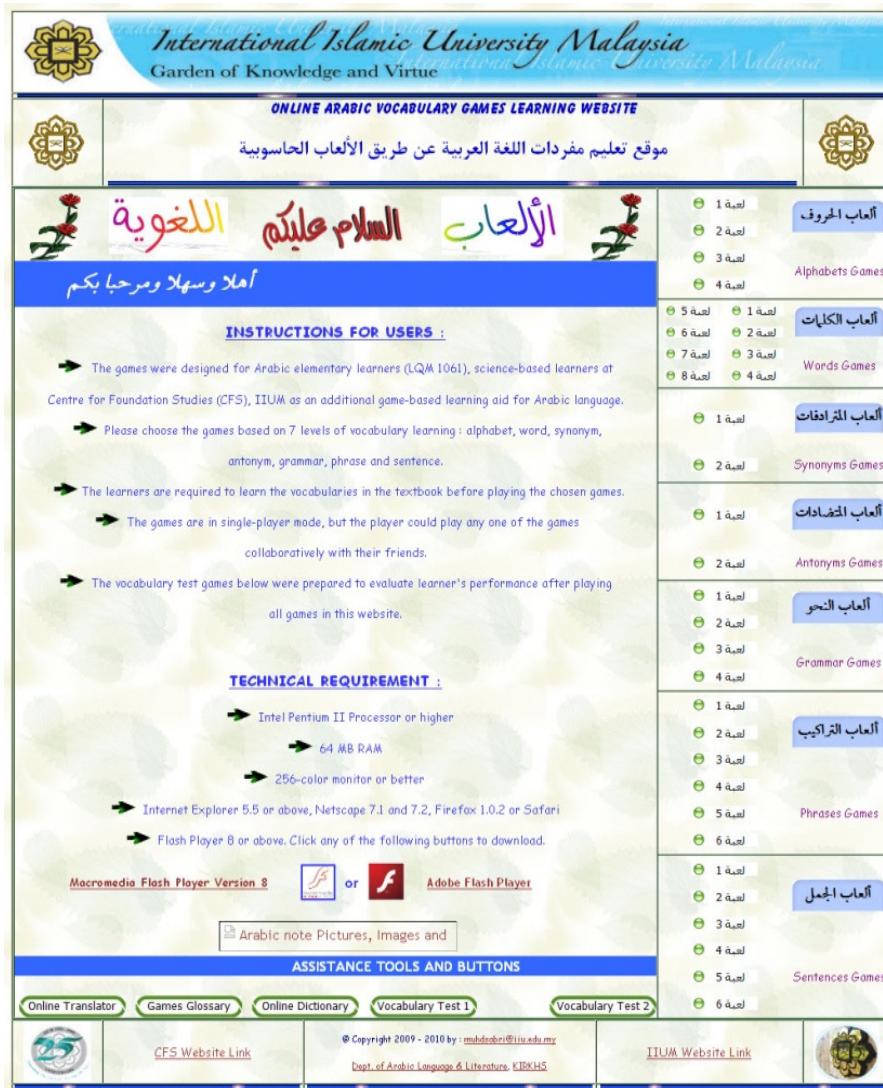 International Islamic University Malaysia
Garden of Knowledge and Virtue
ONLINE ARABIC VOCABULARY GAMES LEARNING WEBSITE
موقع تعليم مفردات اللغة العربية عن طريق الألعاب الحاسوبية
الألعاب السلام عليكم اللغوية
أهلا وسهلا ومرحبا بكم
INSTRUCTIONS FOR USERS :
The games were designed for Arabic elementary learners (LQM 1061), science-based learners at
Centre for Foundation Studies (CFS), IIUM as an additional game-based learning aid for Arabic language.
Please choose the games based on 7 levels of vocabulary learning : alphabet, word, synonym,
antonym, grammar, phrase and sentence.
The learners are required to learn the vocabularies in the textbook before playing the chosen games.
The games are in single-player mode, but the player could play any one of the games
collaboratively with their friends.
The vocabulary test games below were prepared to evaluate learner's performance after playing
all games in this website.
TECHNICAL REQUIREMENT :
Intel Pentium II Processor or higher
64 MB RAM
256-color monitor or better
Internet Explorer 5.5 or above, Netscape 7.1 and 7.2, Firefox 1.0.2 or Safari
Flash Player 8 or above. Click any of the following buttons to download.
Macromedia Flash Player Version 8 or Adobe Flash Player
Arabic note Pictures, Images and
ASSISTANCE TOOLS AND BUTTONS
Online Translator Games Glossary Online Dictionary Vocabulary Test 1 Vocabulary Test 2
ألعاب الحروف
Alphabets Games
لعبة 1
لعبة 2
لعبة 3
لعبة 4
ألعاب الكلمات
Words Games
لعبة 1 لعبة 5
لعبة 2 لعبة 6
لعبة 3 لعبة 7
لعبة 4 لعبة 8
ألعاب المترادفات
Synonyms Games
لعبة 1
لعبة 2
ألعاب المتضادات
Antonyms Games
لعبة 1
لعبة 2
ألعاب النحو
Grammar Games
لعبة 1
لعبة 2
لعبة 3
لعبة 4
ألعاب التراكيب
Phrases Games
لعبة 1
لعبة 2
لعبة 3
لعبة 4
لعبة 5
لعبة 6
ألعاب الجمل
Sentences Games
لعبة 1
لعبة 2
لعبة 3
لعبة 4
لعبة 5
لعبة 6
25
CFS Website Link
© Copyright 2009 - 2010 by : muhdsabri@iiu.edu.my
Dept. of Arabic Language & Literature, KIRKHS
IIUM Website Link